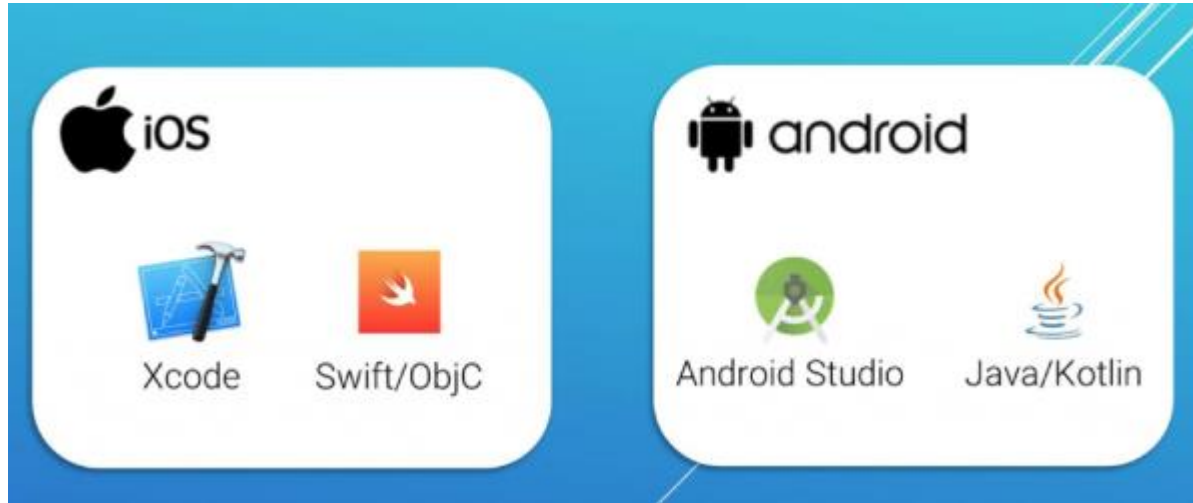 iOS
android
Xcode
Swift/ObjC
Android Studio
Java/Kotlin